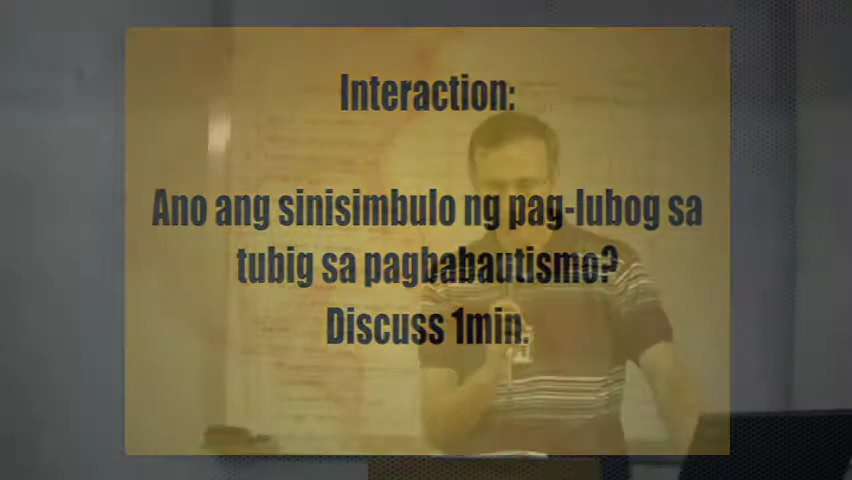 Interaction:
Ano ang sinisimbulo ng pag-lubog sa
tubig sa pagbabautismo?
Discuss 1min.